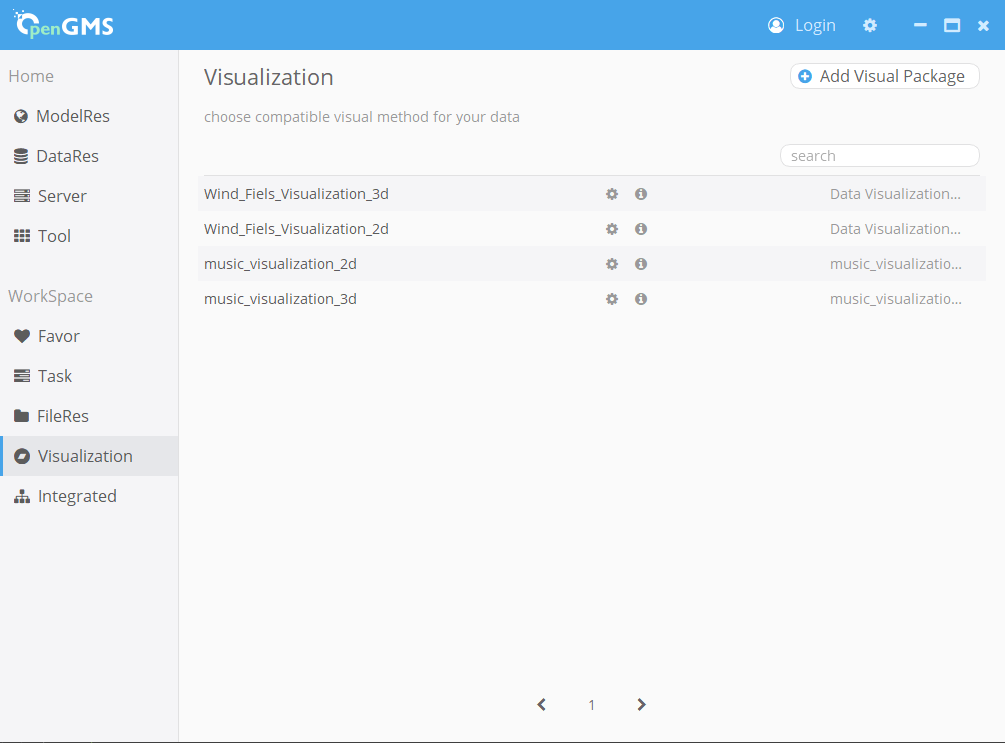 OpenGMS
Login
Home
ModelRes
DataRes
Server
Tool
WorkSpace
Favor
Task
FileRes
Visualization
Integrated
Visualization
Add Visual Package
choose compatible visual method for your data
search
Wind_Fiels_Visualization_3d Data Visualization...
Wind_Fiels_Visualization_2d Data Visualization...
music_visualization_2d music_visualizatio...
music_visualization_3d music_visualizatio...
1